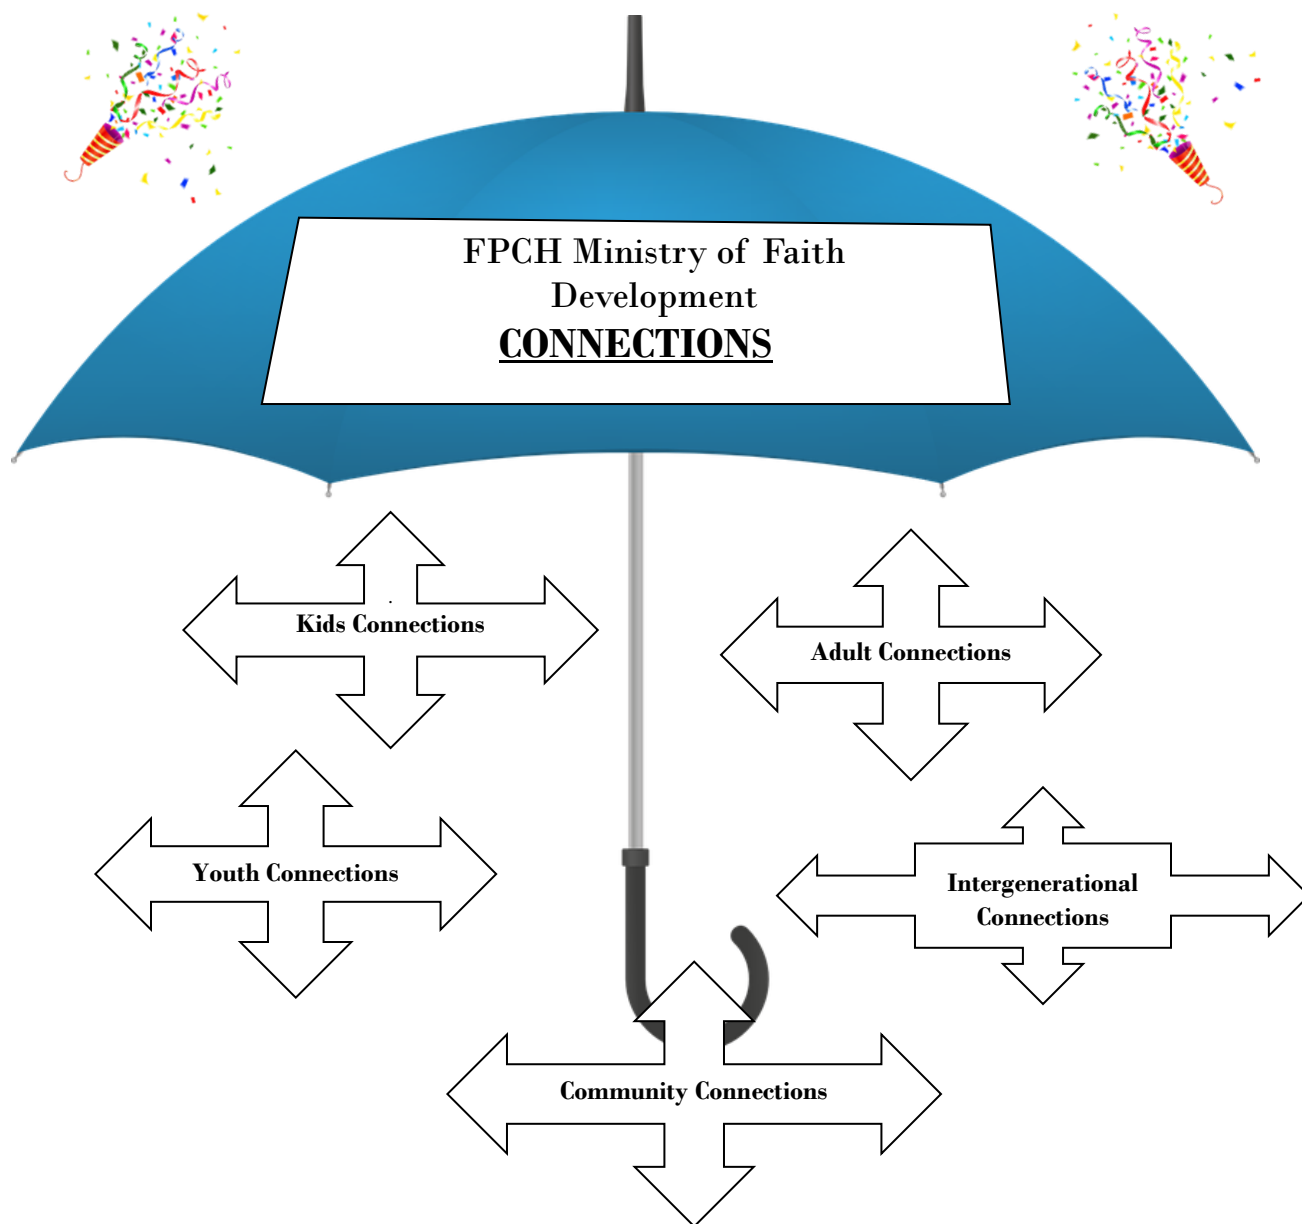 FPCH Ministry of Faith
Development
CONNECTIONS
Kids Connections
Adult Connections
Youth Connections
Intergenerational
Connections
Community Connections